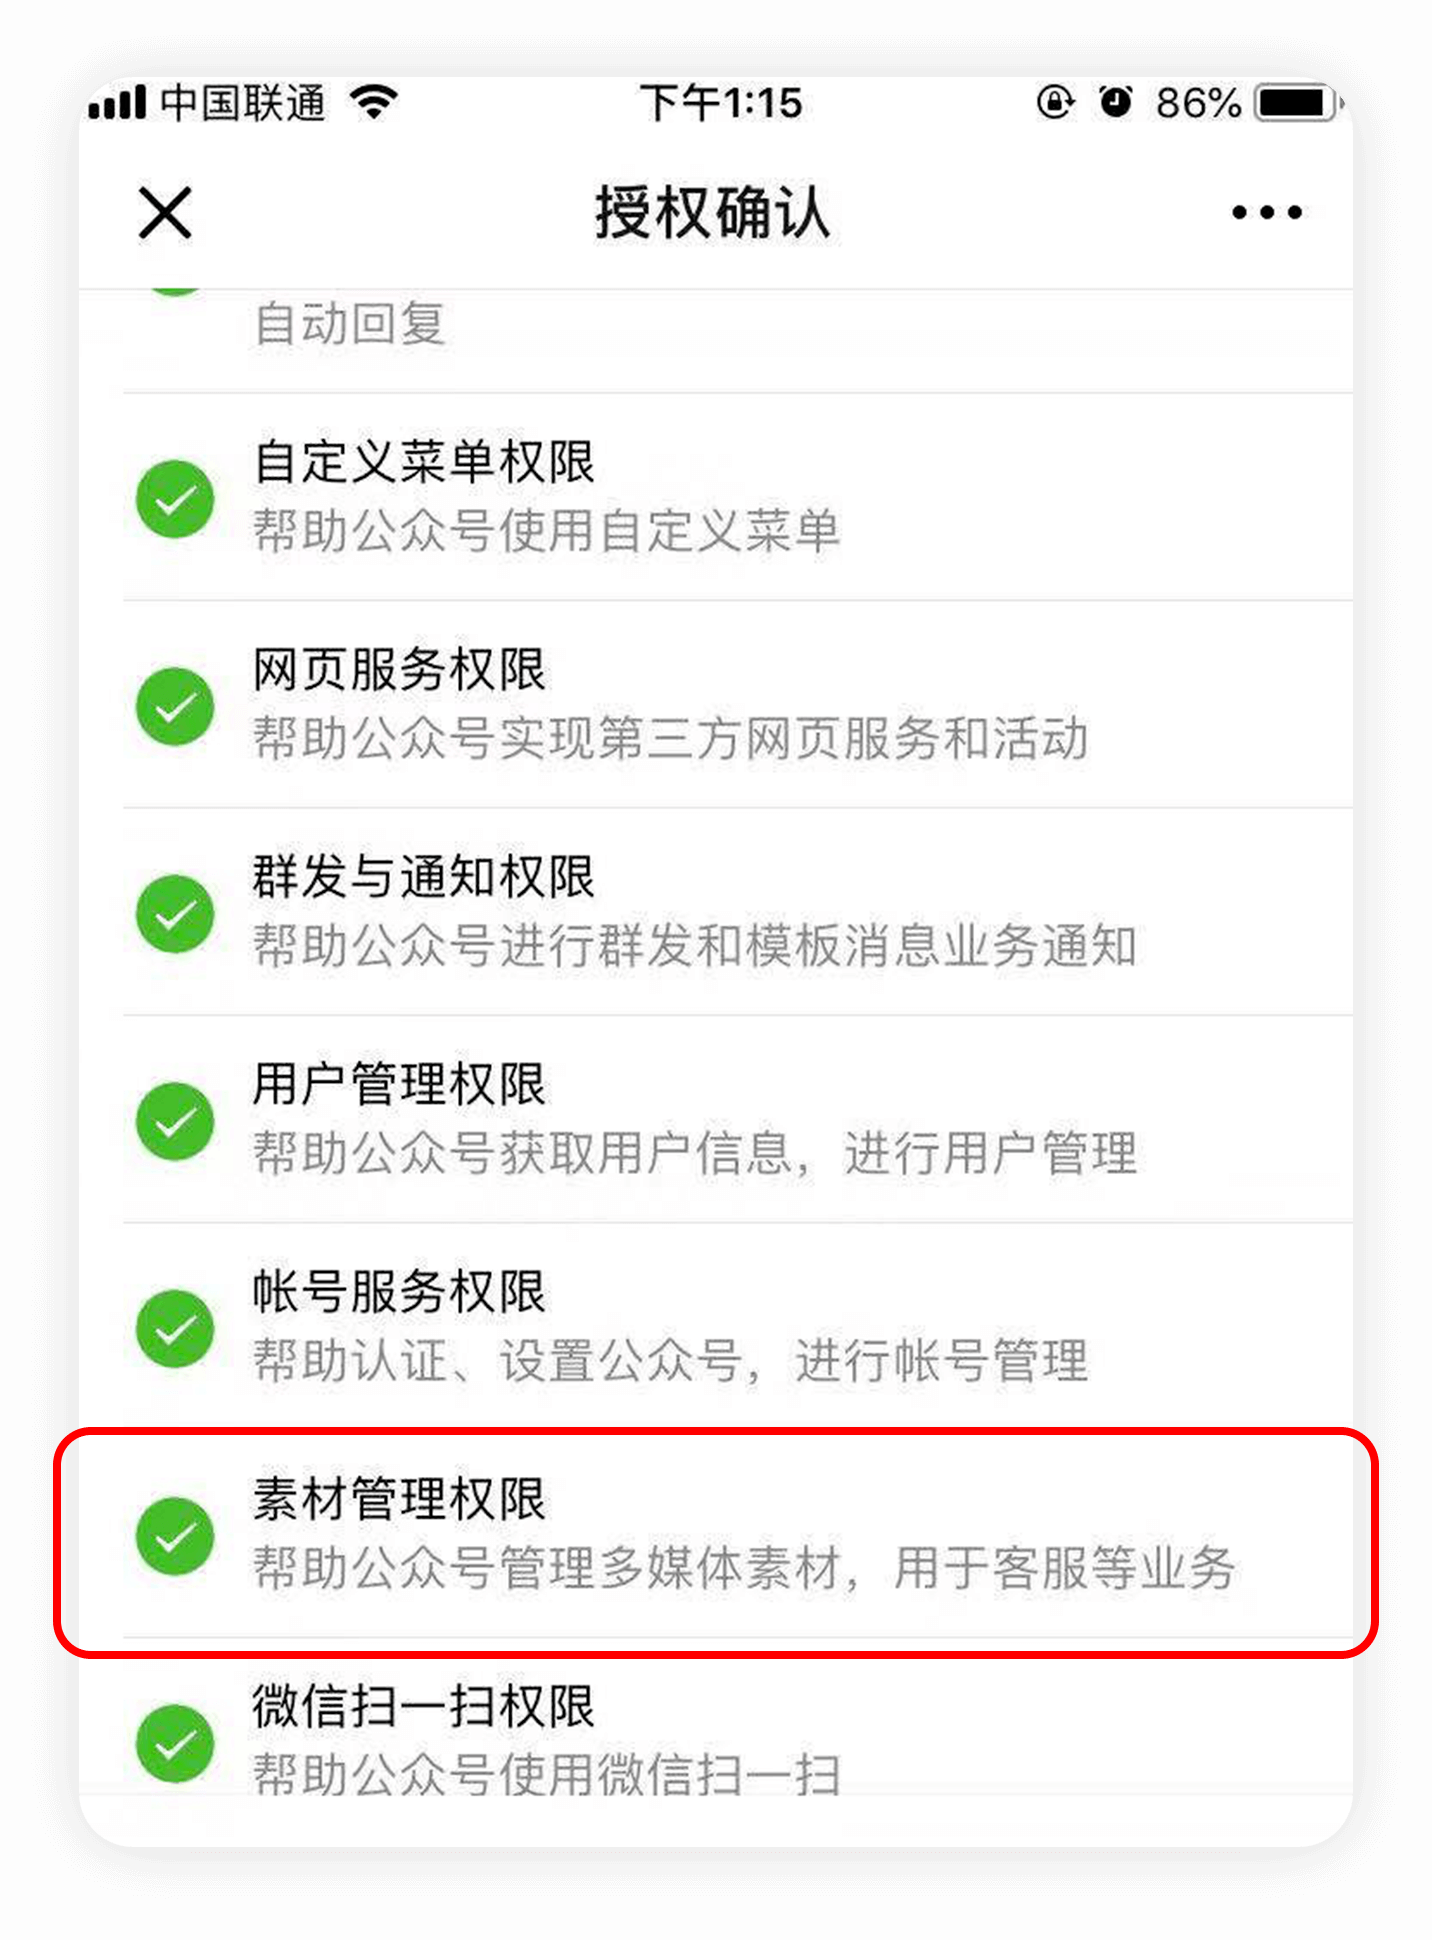 中国联通 下午1:15 86%
授权确认
自动回复
自定义菜单权限
帮助公众号使用自定义菜单
网页服务权限
帮助公众号实现第三方网页服务和活动
群发与通知权限
帮助公众号进行群发和模板消息业务通知
用户管理权限
帮助公众号获取用户信息，进行用户管理
帐号服务权限
帮助认证、设置公众号，进行帐号管理
素材管理权限
帮助公众号管理多媒体素材，用于客服等业务
微信扫一扫权限
帮助公众号使用微信扫一扫